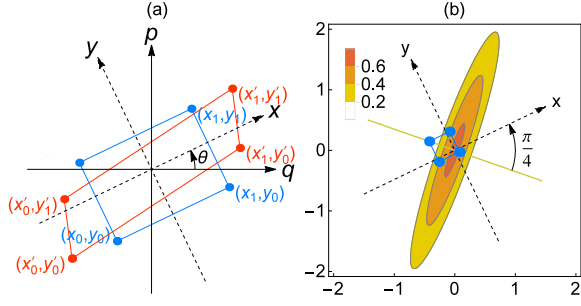 (a)
p
y
(x′₁,y′₁)
(x₁,y₁)
x
θ
(x′₁,y′₀)
q
(x′₀,y′₁)
(x₁,y₀)
(x₀,y₀)
(x′₀,y′₀)
(b)
2
1
0
−1
−2
0.6
0.4
0.2
y
x
π
4
−2 −1 0 1 2